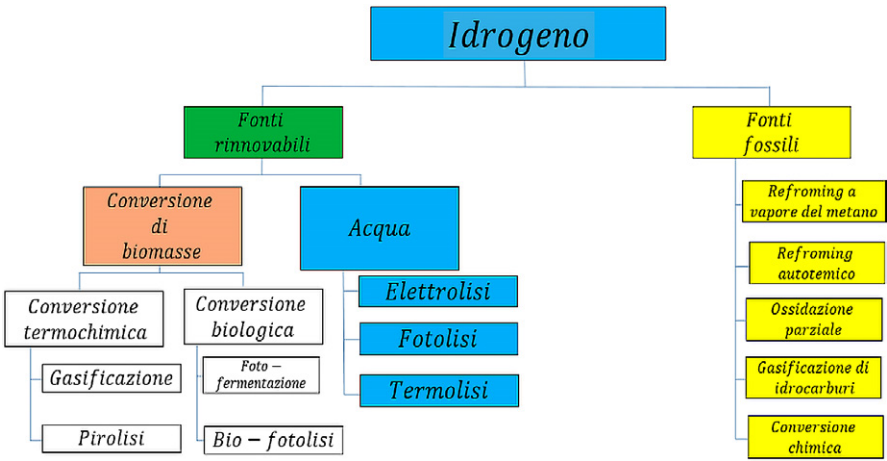 Idrogeno
Fonti
rinnovabili
Fonti
fossili
Conversione
di
biomasse
Acqua
Refroming a
vapore del metano
Refroming
autotemico
Ossidazione
parziale
Gasificazione di
idrocarburi
Conversione
chimica
Elettrolisi
Fotolisi
Termolisi
Conversione
termochimica
Conversione
biologica
Gasificazione
Pirolisi
Foto –
fermentazione
Bio – fotolisi